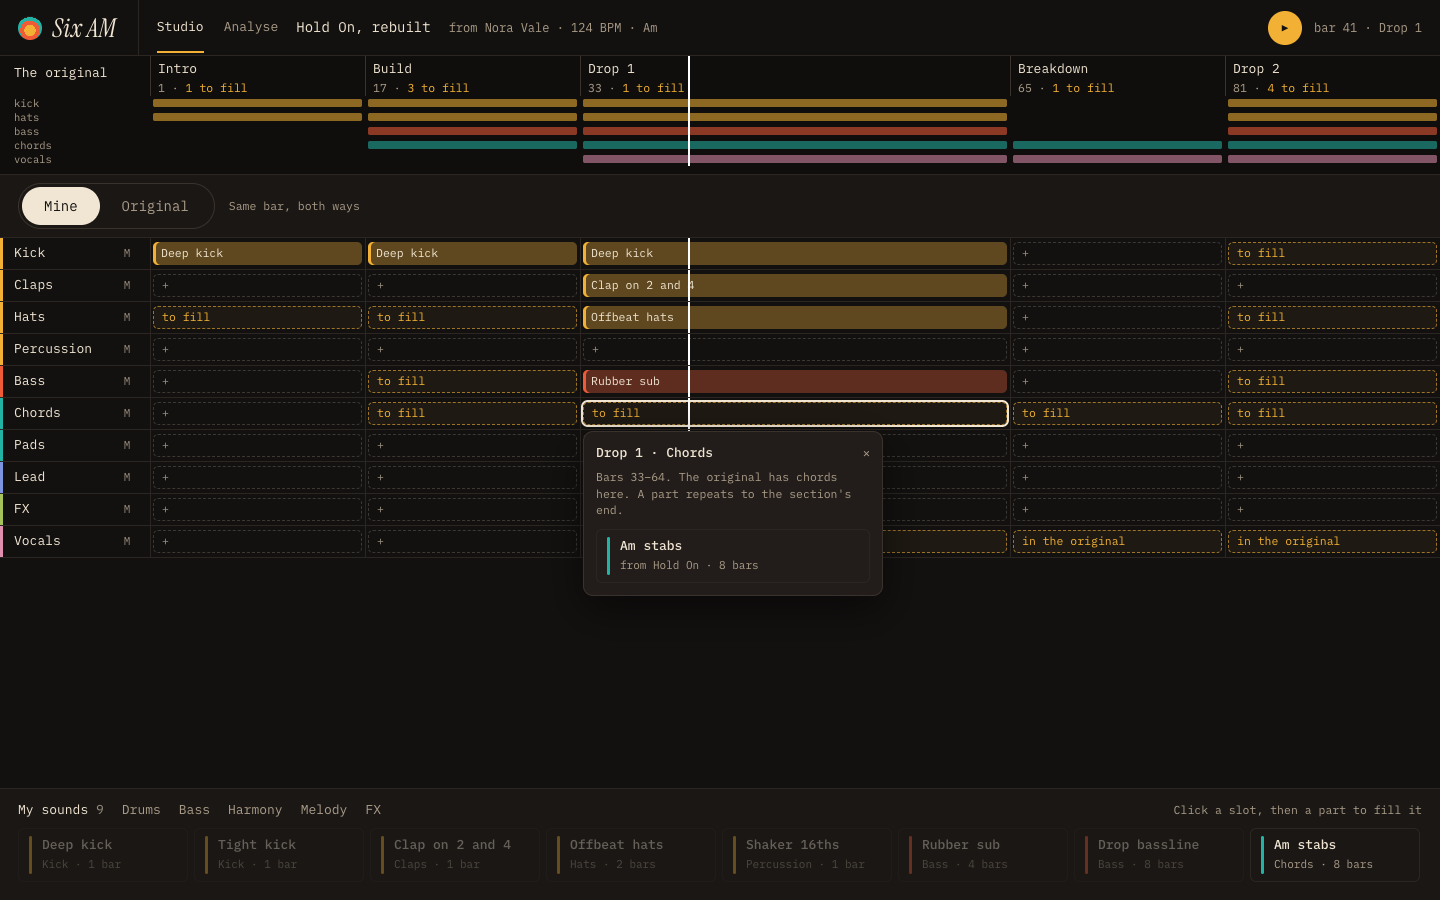 Six AM
Studio Analyse Hold On, rebuilt from Nora Vale · 124 BPM · Am
▶ bar 41 · Drop 1
The original
Intro Build Drop 1 Breakdown Drop 2
1 · 1 to fill 17 · 3 to fill 33 · 1 to fill 65 · 1 to fill 81 · 4 to fill
kick
hats
bass
chords
vocals
Mine Original Same bar, both ways
Kick M Deep kick Deep kick Deep kick + to fill
Claps M + + Clap on 2 and 4 + +
Hats M to fill to fill Offbeat hats + to fill
Percussion M + + + + +
Bass M + to fill Rubber sub + to fill
Chords M + to fill to fill to fill to fill
Pads M + + + +
Lead M + + + +
FX M + + + +
Vocals M + + in the original in the original
Drop 1 · Chords ×
Bars 33–64. The original has chords
here. A part repeats to the section's
end.
Am stabs
from Hold On · 8 bars
My sounds 9 Drums Bass Harmony Melody FX
Click a slot, then a part to fill it
Deep kick Tight kick Clap on 2 and 4 Offbeat hats Shaker 16ths Rubber sub Drop bassline Am stabs
Kick · 1 bar Kick · 1 bar Claps · 1 bar Hats · 2 bars Percussion · 1 bar Bass · 4 bars Bass · 8 bars Chords · 8 bars